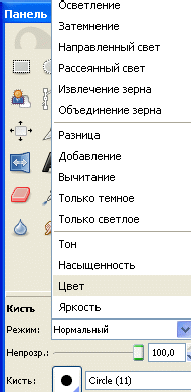 Панель
Осветление
Затемнение
Направленный свет
Рассеянный свет
Извлечение зерна
Объединение зерна
Разница
Добавление
Вычитание
Только темное
Только светлое
Тон
Насыщенность
Цвет
Яркость
Кисть
Режим: Нормальный
Непрозр.: 100,0
Кисть: Circle (11)